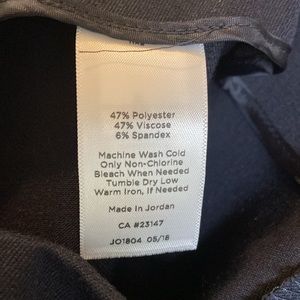 47% Polyester
47% Viscose
6% Spandex
Machine Wash Cold
Only Non-Chlorine
Bleach When Needed
Tumble Dry Low
Warm Iron, If Needed
Made In Jordan
CA #23147
JO1804 05/18